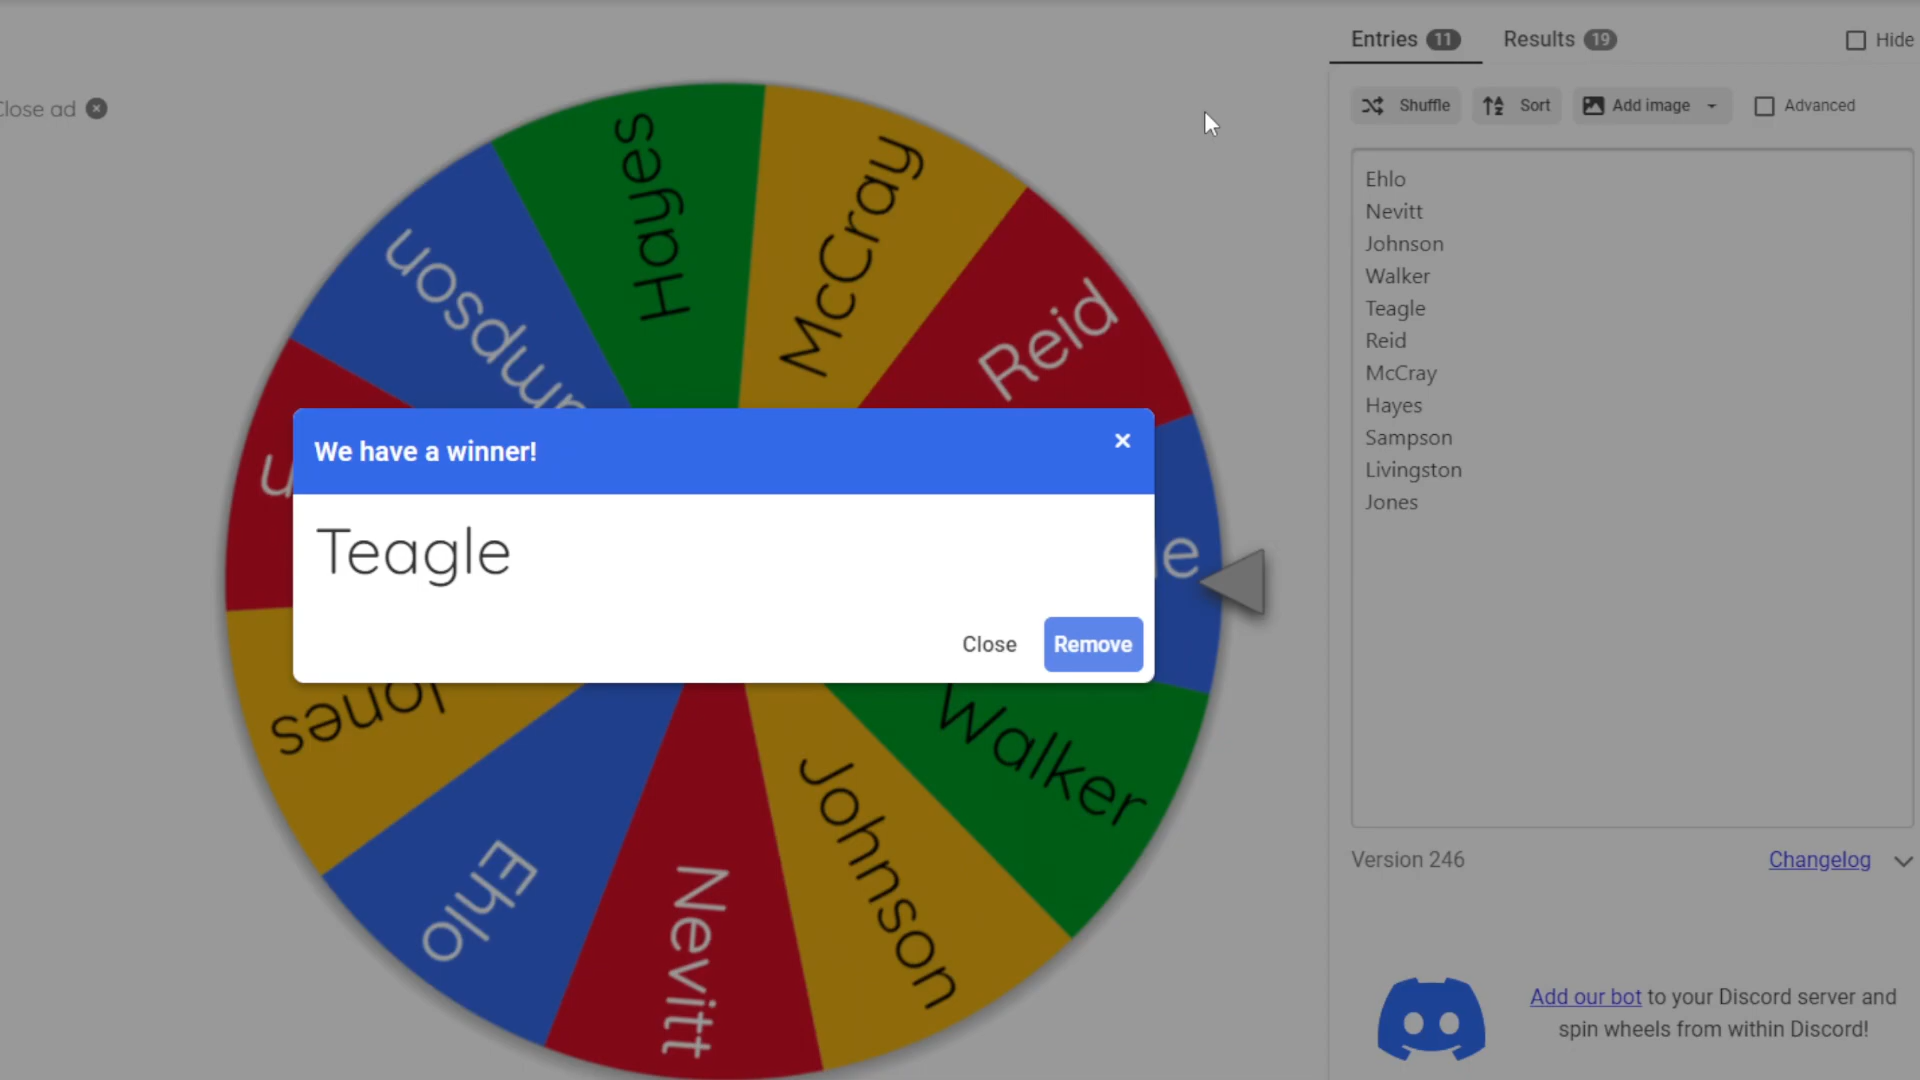 Entries 11 Results 19 Hide
Close ad
Shuffle Sort Add image Advanced
Hayes
McCray
Reid
Ehlo
Nevitt
Johnson
Walker
Teagle
Reid
McCray
Hayes
Sampson
Livingston
Jones
We have a winner!
Teagle
Close Remove
Jones
Walker
Johnson
Ehlo
Nevitt
Version 246 Changelog
Add our bot to your Discord server and
spin wheels from within Discord!